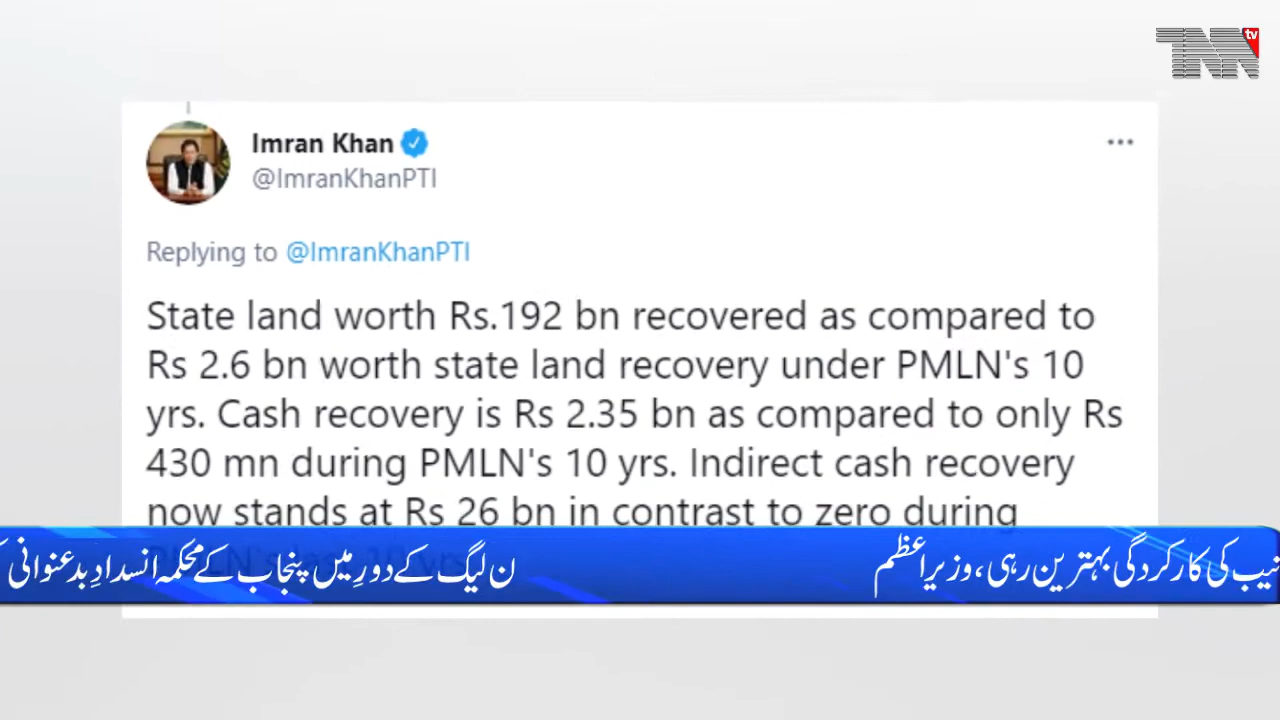 TNN tv
Imran Khan
@ImranKhanPTI
Replying to @ImranKhanPTI
State land worth Rs.192 bn recovered as compared to
Rs 2.6 bn worth state land recovery under PMLN's 10
yrs. Cash recovery is Rs 2.35 bn as compared to only Rs
430 mn during PMLN's 10 yrs. Indirect cash recovery
now stands at Rs 26 bn in contrast to zero during
PMLN's last 10 yrs
نیب کی کارکردگی بہترین رہی، وزیراعظم
ن لیگ کے دور میں پنجاب کے محکمہ انسدادِ بدعنوانی